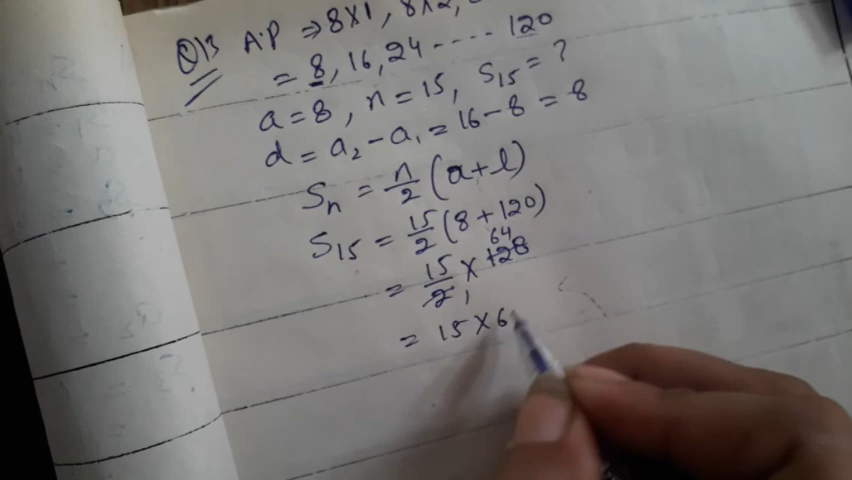 Q13 A.P ⇒ 8×1, 8×2,
= 8, 16, 24 ---- 120
a = 8, n = 15, S₁₅ = ?
d = a₂ - a₁ = 16 - 8 = 8
Sₙ = n/2 (a + l)
S₁₅ = 15/2 (8 + 120)
= 15/2 × 128 64 1
= 15 × 6